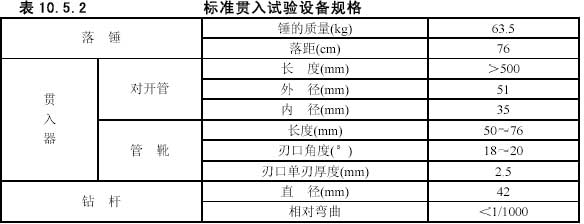 表10.5.2 标准贯入试验设备规格
落 锤 锤的质量(kg) 63.5
落距(cm) 76
贯入器 对开管 长 度(mm) >500
外 径(mm) 51
内 径(mm) 35
管 靴 长度(mm) 50~76
刃口角度(°) 18~20
刃口单刃厚度(mm) 2.5
钻 杆 直 径(mm) 42
相对弯曲 <1/1000